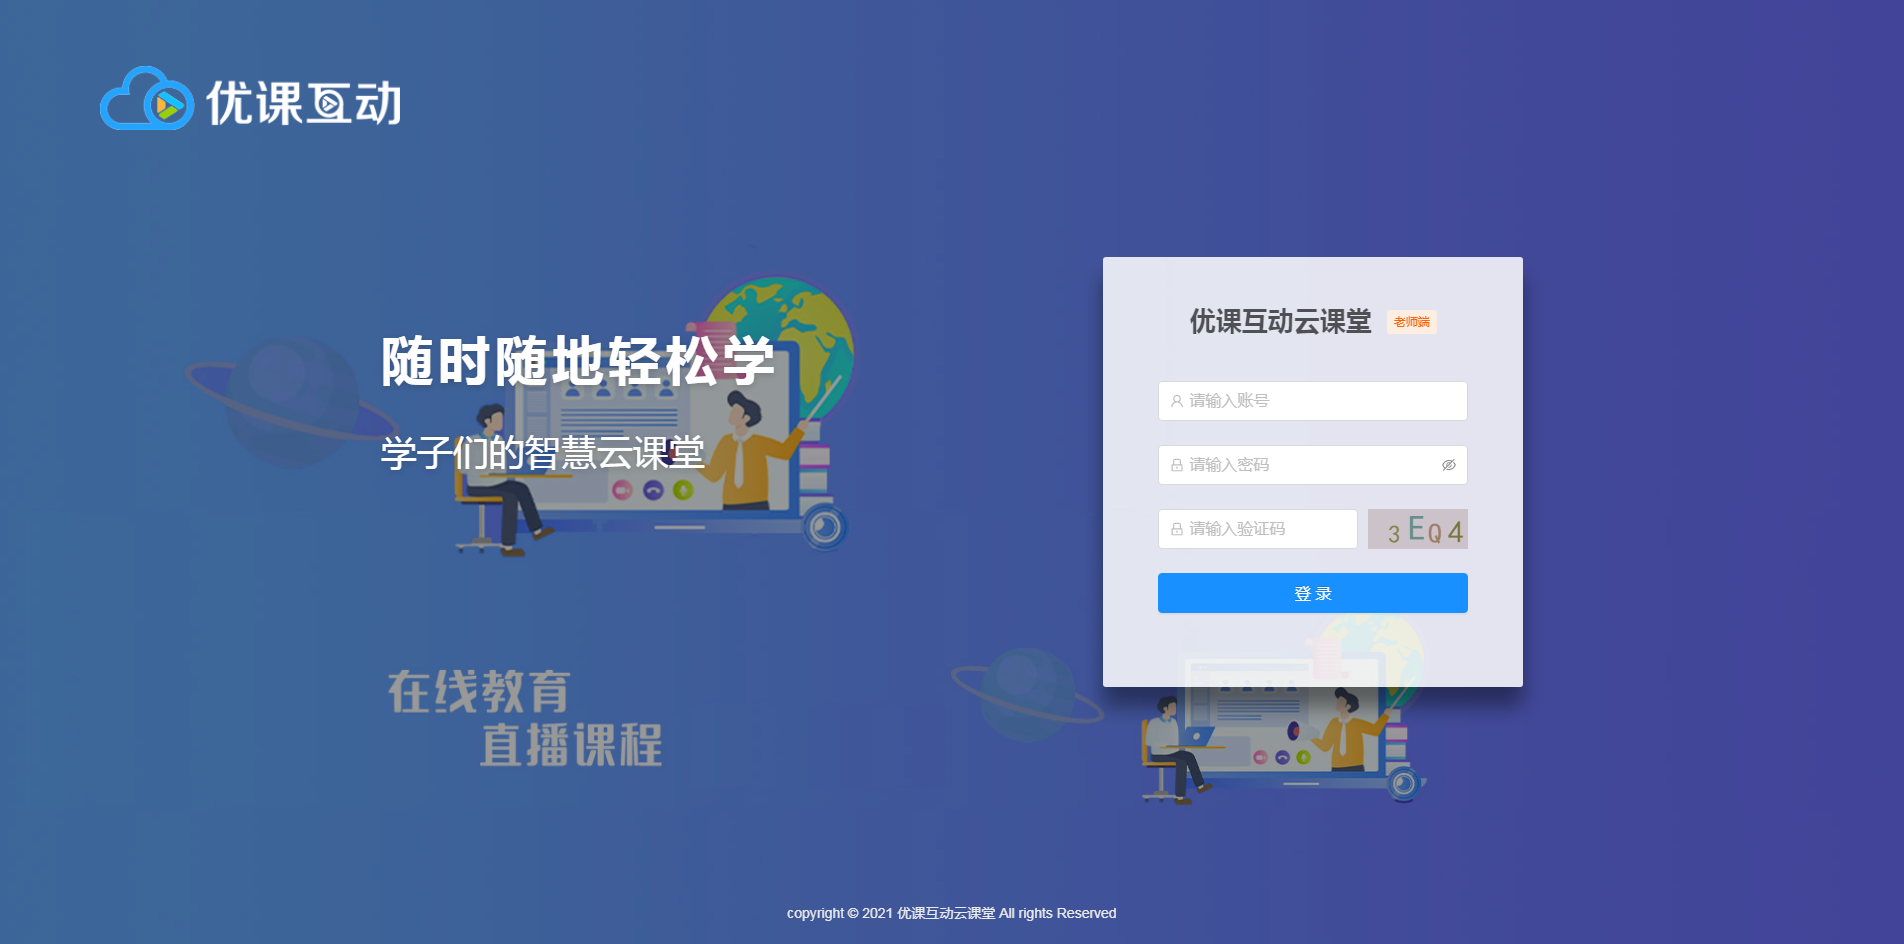 优课互动
随时随地轻松学
学子们的智慧云课堂
优课互动云课堂 老师端
请输入账号
请输入密码
请输入验证码 3EQ4
登 录
在线教育
直播课程
copyright © 2021 优课互动云课堂 All rights Reserved